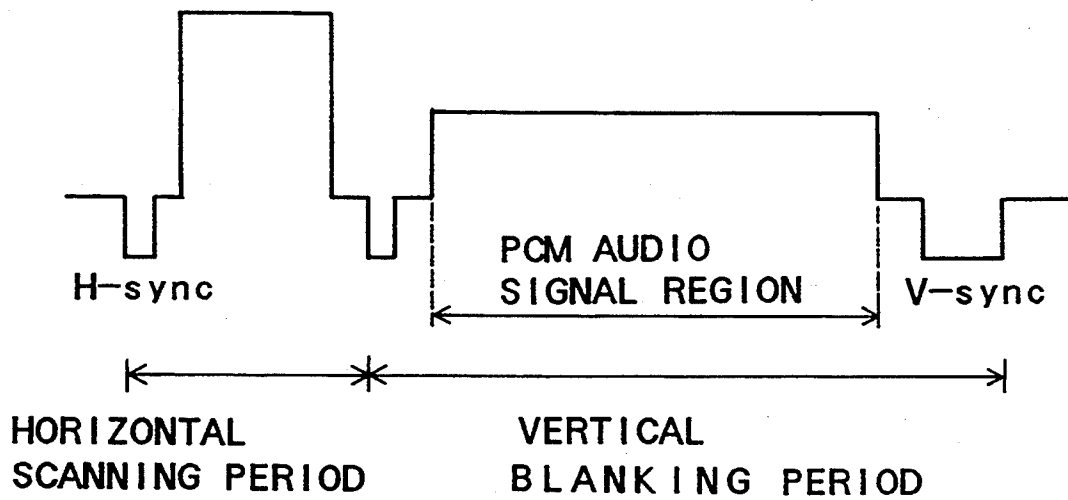 PCM AUDIO
SIGNAL REGION
H-sync
V-sync
HORIZONTAL
SCANNING PERIOD
VERTICAL
BLANKING PERIOD